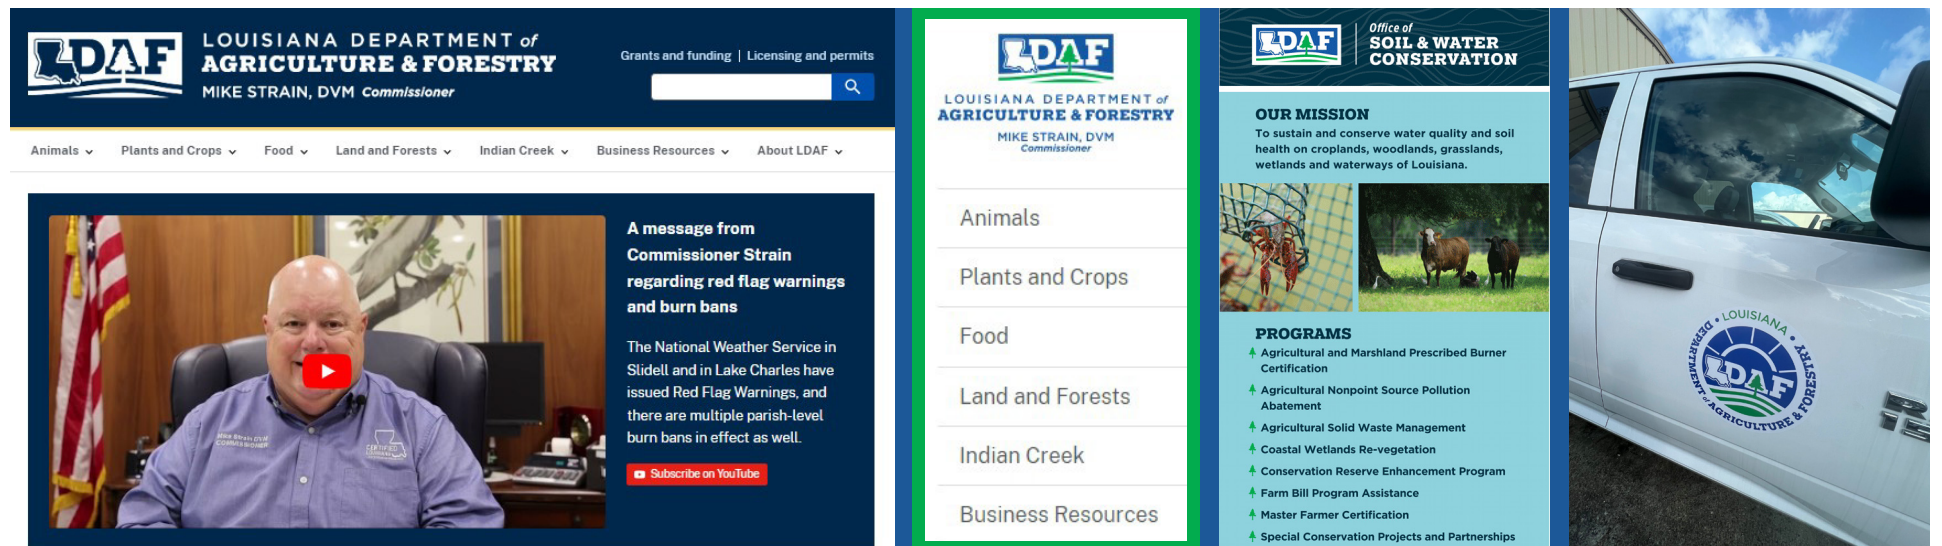 LDAF
LOUISIANA DEPARTMENT of
AGRICULTURE & FORESTRY
MIKE STRAIN, DVM Commissioner
Grants and funding | Licensing and permits
Animals
Plants and Crops
Food
Land and Forests
Indian Creek
Business Resources
About LDAF
Mike Strain DVM
COMMISSIONER
CERTIFIED
LOUISIANA
A message from
Commissioner Strain
regarding red flag warnings
and burn bans
The National Weather Service in
Slidell and in Lake Charles have
issued Red Flag Warnings, and
there are multiple parish-level
burn bans in effect as well.
Subscribe on YouTube
LDAF
LOUISIANA DEPARTMENT of
AGRICULTURE & FORESTRY
MIKE STRAIN, DVM
Commissioner
Animals
Plants and Crops
Food
Land and Forests
Indian Creek
Business Resources
LDAF
Office of
SOIL & WATER
CONSERVATION
OUR MISSION
To sustain and conserve water quality and soil
health on croplands, woodlands, grasslands,
wetlands and waterways of Louisiana.
PROGRAMS
Agricultural and Marshland Prescribed Burner
Certification
Agricultural Nonpoint Source Pollution
Abatement
Agricultural Solid Waste Management
Coastal Wetlands Re-vegetation
Conservation Reserve Enhancement Program
Farm Bill Program Assistance
Master Farmer Certification
Special Conservation Projects and Partnerships
LOUISIANA
DEPARTMENT of AGRICULTURE & FORESTRY
LDAF